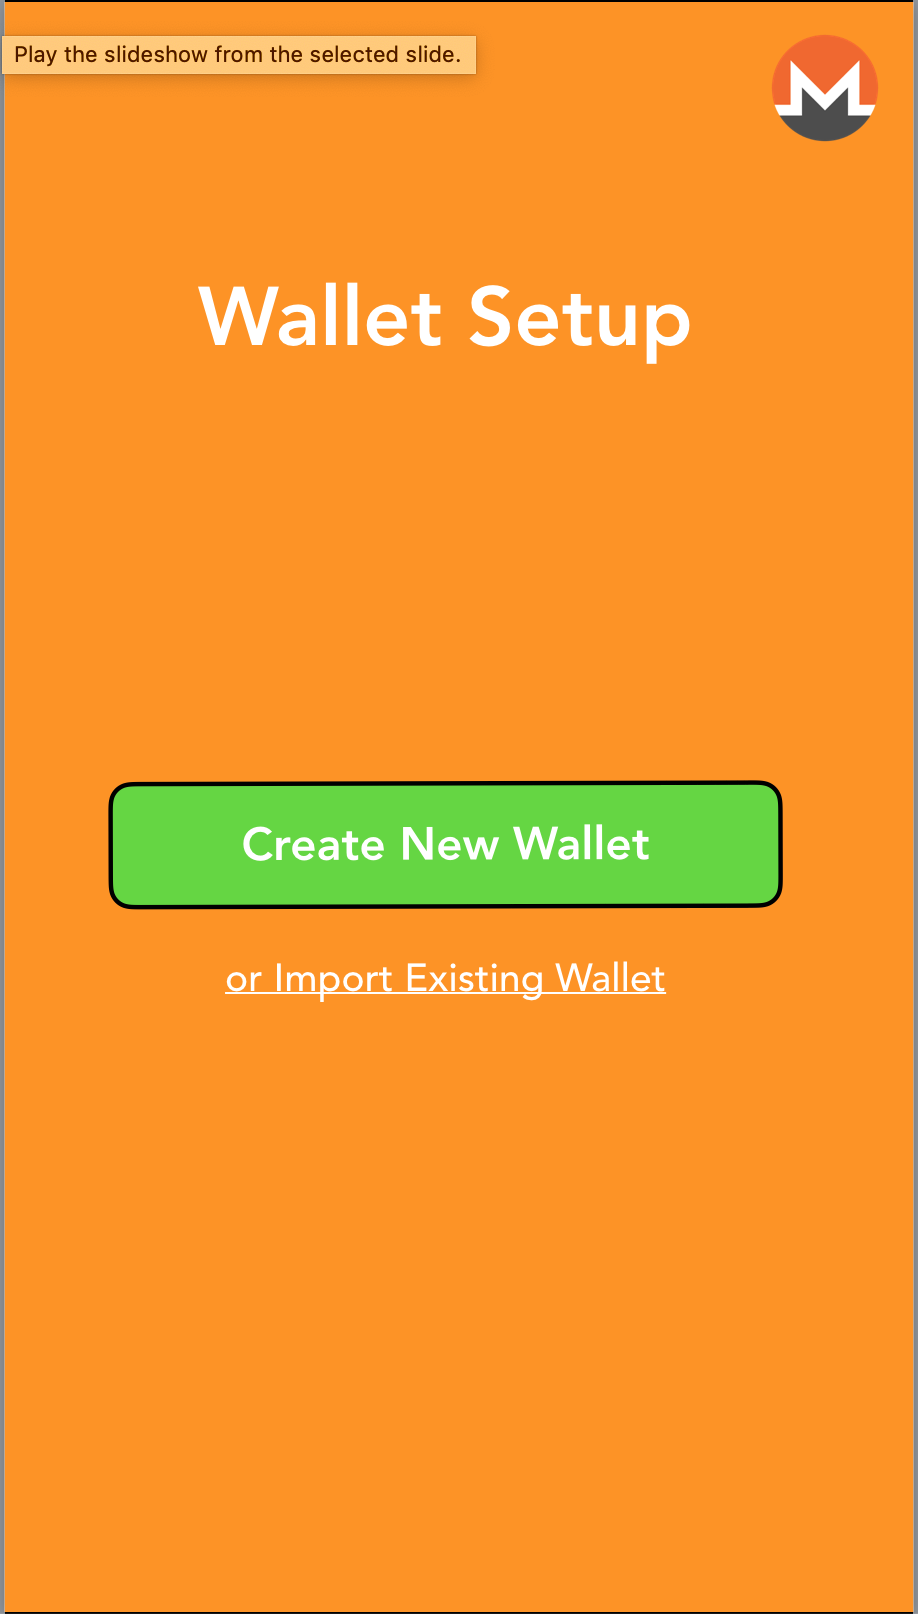 Play the slideshow from the selected slide.
Wallet Setup
Create New Wallet
or Import Existing Wallet